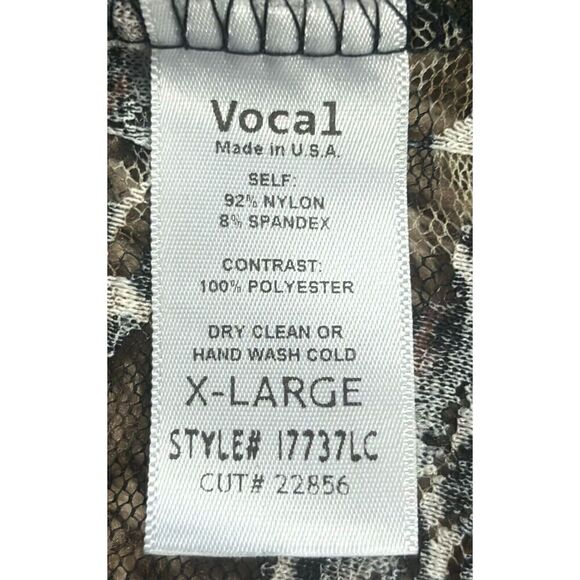 Vocal
Made in U.S.A.
SELF:
92% NYLON
8% SPANDEX
CONTRAST:
100% POLYESTER
DRY CLEAN OR
HAND WASH COLD
X-LARGE
STYLE# 17737LC
CUT# 22856